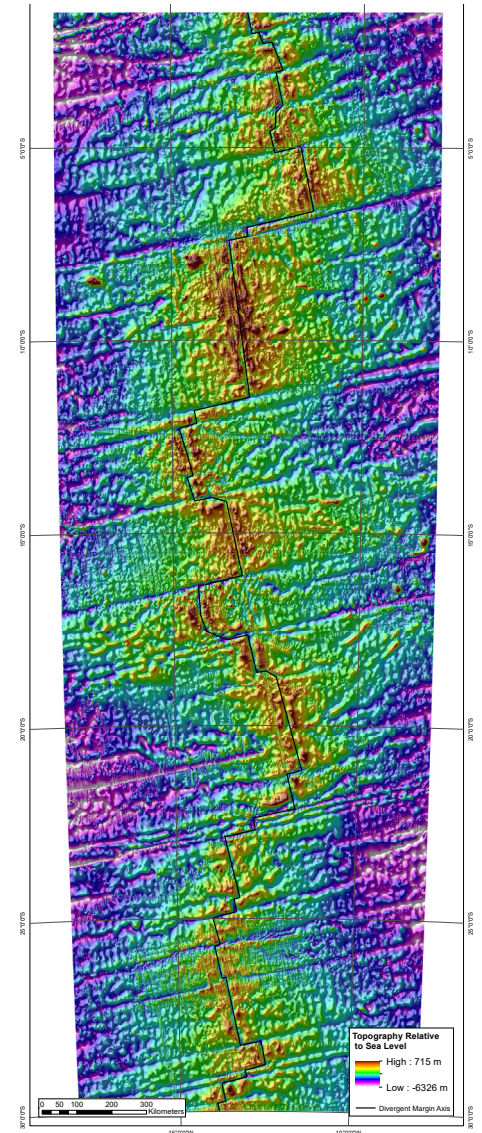 5°0'0"S
5°0'0"S
10°0'0"S
10°0'0"S
15°0'0"S
15°0'0"S
20°0'0"S
20°0'0"S
25°0'0"S
25°0'0"S
Topography Relative
to Sea Level
High : 715 m
Low : -6326 m
Divergent Margin Axis
0 50 100 200 300
Kilometers
30°0'0"S
30°0'0"S